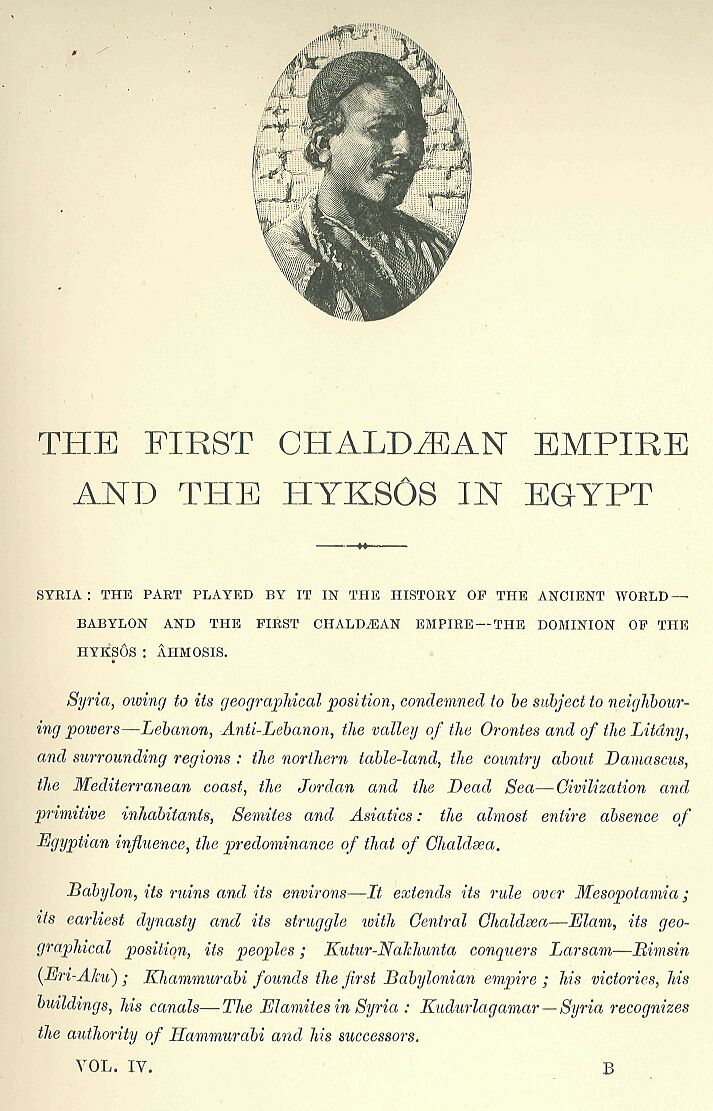 THE FIRST CHALDÆAN EMPIRE
AND THE HYKSÔS IN EGYPT
SYRIA: THE PART PLAYED BY IT IN THE HISTORY OF THE ANCIENT WORLD—
BABYLON AND THE FIRST CHALDÆAN EMPIRE--THE DOMINION OF THE
HYKSÔS: ÂHMOSIS.
Syria, owing to its geographical position, condemned to be subject to neighbour-
ing powers—Lebanon, Anti-Lebanon, the valley of the Orontes and of the Litâny,
and surrounding regions: the northern table-land, the country about Damascus,
the Mediterranean coast, the Jordan and the Dead Sea—Civilization and
primitive inhabitants, Semites and Asiatics: the almost entire absence of
Egyptian influence, the predominance of that of Chaldæa.
Babylon, its ruins and its environs—It extends its rule over Mesopotamia;
its earliest dynasty and its struggle with Central Chaldæa—Elam, its geo-
graphical position, its peoples; Kutur-Nakhunta conquers Larsam—Rimsin
(Eri-Aku); Khammurabi founds the first Babylonian empire; his victories, his
buildings, his canals—The Elamites in Syria: Kudurlagamar—Syria recognizes
the authority of Hammurabi and his successors.
VOL. IV. B